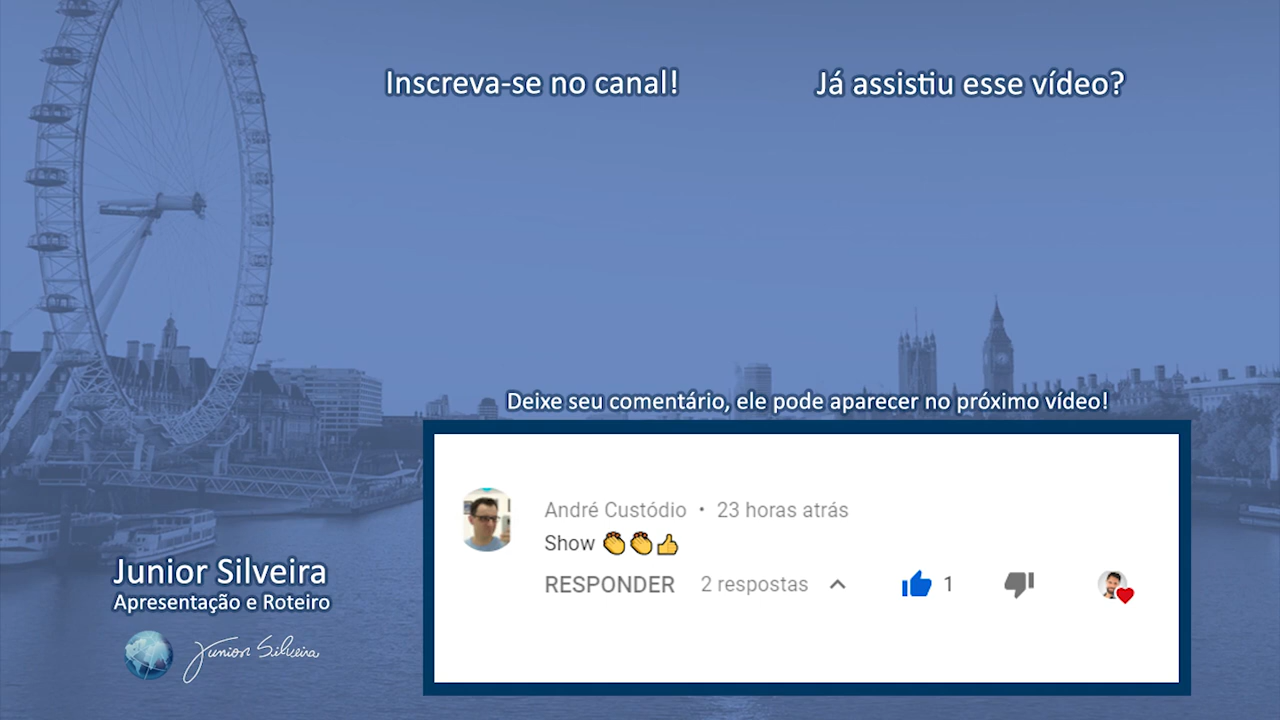 Inscreva-se no canal!
Já assistiu esse vídeo?
Deixe seu comentário, ele pode aparecer no próximo vídeo!
André Custódio • 23 horas atrás
Show 👏👏👍
RESPONDER 2 respostas 1
Junior Silveira
Apresentação e Roteiro
Junior Silveira